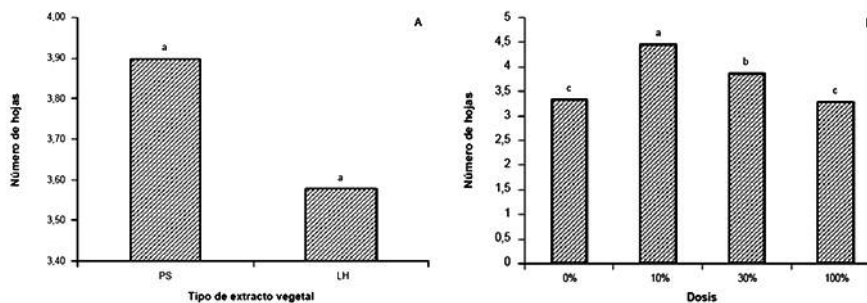 A
Número de hojas
4,00
3,90
3,80
3,70
3,60
3,50
3,40
a
a
PS
LH
Tipo de extracto vegetal
Número de hojas
5
4,5
4
3,5
3
2,5
2
1,5
1
0,5
0
c
a
b
c
0%
10%
30%
100%
Dosis